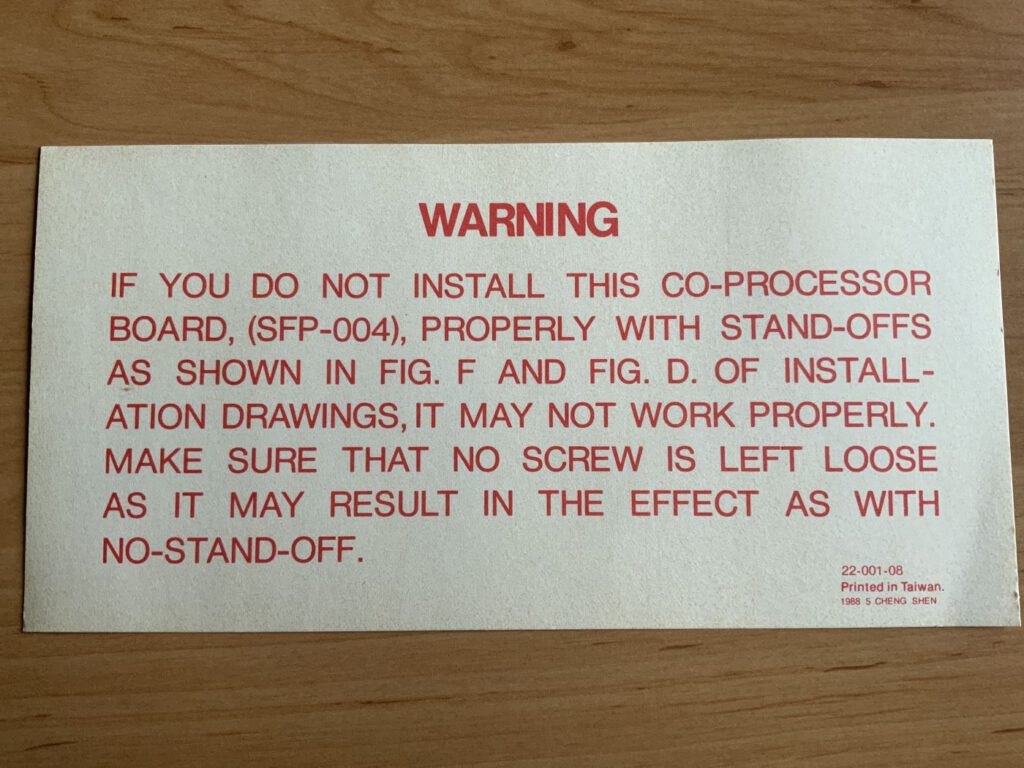 WARNING
IF YOU DO NOT INSTALL THIS CO-PROCESSOR
BOARD, (SFP-004), PROPERLY WITH STAND-OFFS
AS SHOWN IN FIG. F AND FIG. D. OF INSTALL-
ATION DRAWINGS, IT MAY NOT WORK PROPERLY.
MAKE SURE THAT NO SCREW IS LEFT LOOSE
AS IT MAY RESULT IN THE EFFECT AS WITH
NO-STAND-OFF.
22-001-08
Printed in Taiwan.
1988 5 CHENG SHEN